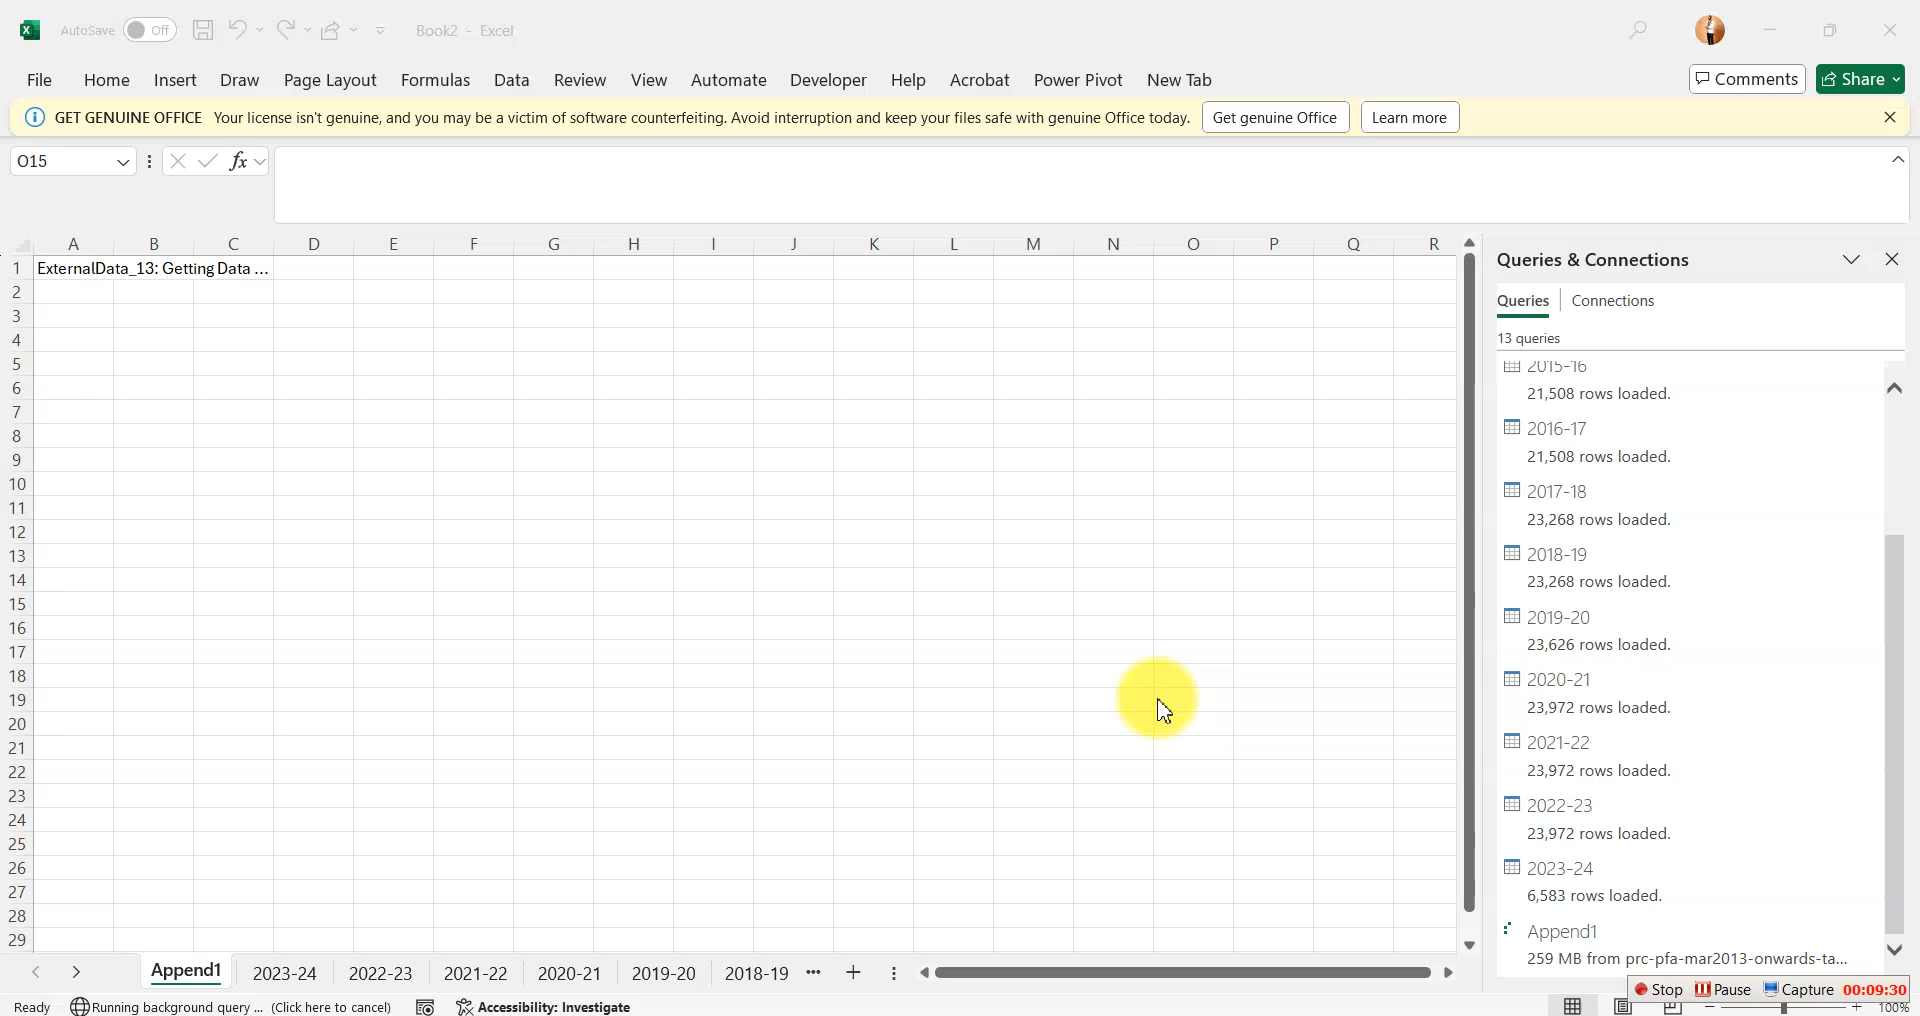 AutoSave Off Book2 - Excel
File Home Insert Draw Page Layout Formulas Data Review View Automate Developer Help Acrobat Power Pivot New Tab Comments Share
GET GENUINE OFFICE Your license isn't genuine, and you may be a victim of software counterfeiting. Avoid interruption and keep your files safe with genuine Office today. Get genuine Office Learn more
O15 fx
A B C D E F G H I J K L M N O P Q R
1 ExternalData_13: Getting Data ...
2
3
4
5
6
7
8
9
10
11
12
13
14
15
16
17
18
19
20
21
22
23
24
25
26
27
28
29
Queries & Connections
Queries Connections
13 queries
2015-16
21,508 rows loaded.
2016-17
21,508 rows loaded.
2017-18
23,268 rows loaded.
2018-19
23,268 rows loaded.
2019-20
23,626 rows loaded.
2020-21
23,972 rows loaded.
2021-22
23,972 rows loaded.
2022-23
23,972 rows loaded.
2023-24
6,583 rows loaded.
Append1
259 MB from prc-pfa-mar2013-onwards-ta...
Append1 2023-24 2022-23 2021-22 2020-21 2019-20 2018-19 ...
Stop Pause Capture 00:09:30
Ready Running background query ... (Click here to cancel) Accessibility: Investigate 100%